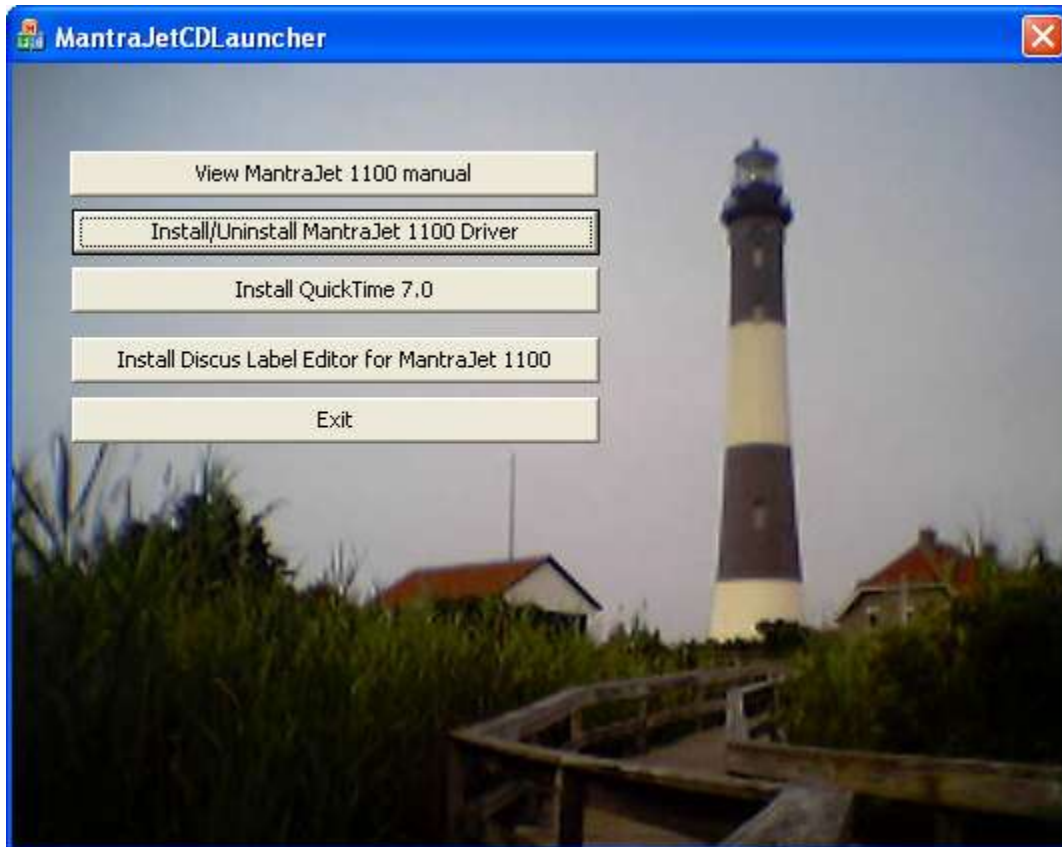 MantraJetCDLauncher
View MantraJet 1100 manual
Install/Uninstall MantraJet 1100 Driver
Install QuickTime 7.0
Install Discus Label Editor for MantraJet 1100
Exit